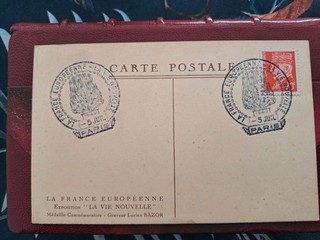 CARTE POSTALE
LA FRANCE EUROPÉENNE
-5 JUIL
PARIS
LA FRANCE EUROPÉENNE
-5 JUIL
PARIS
LA FRANCE EUROPÉENNE
EXPOSITION "LA VIE NOUVELLE"
Médaille Commémorative - Graveur Lucien BAZOR